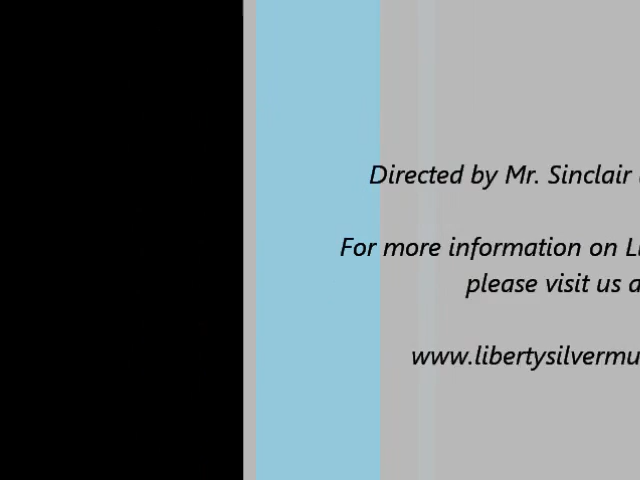 Directed by Mr. Sinclair
For more information on
please visit us
www.libertysilvermu